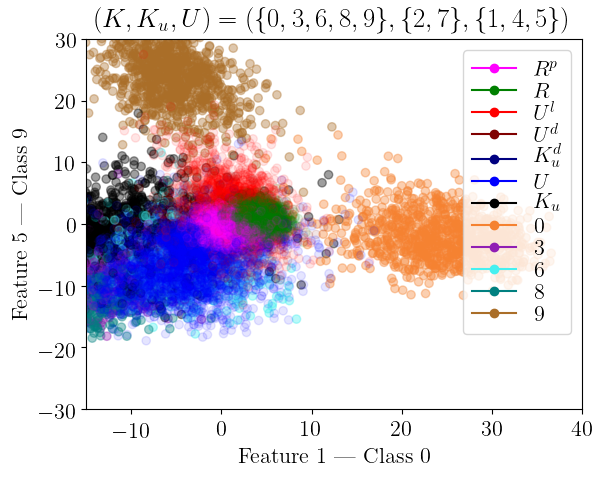 (K, K_u, U) = ({0, 3, 6, 8, 9}, {2, 7}, {1, 4, 5})
30
20
10
0
−10
−20
−30
Feature 5 — Class 9
R^p
R
U^l
U^d
K_u^d
U
K_u
0
3
6
8
9
−10
0
10
20
30
40
Feature 1 — Class 0